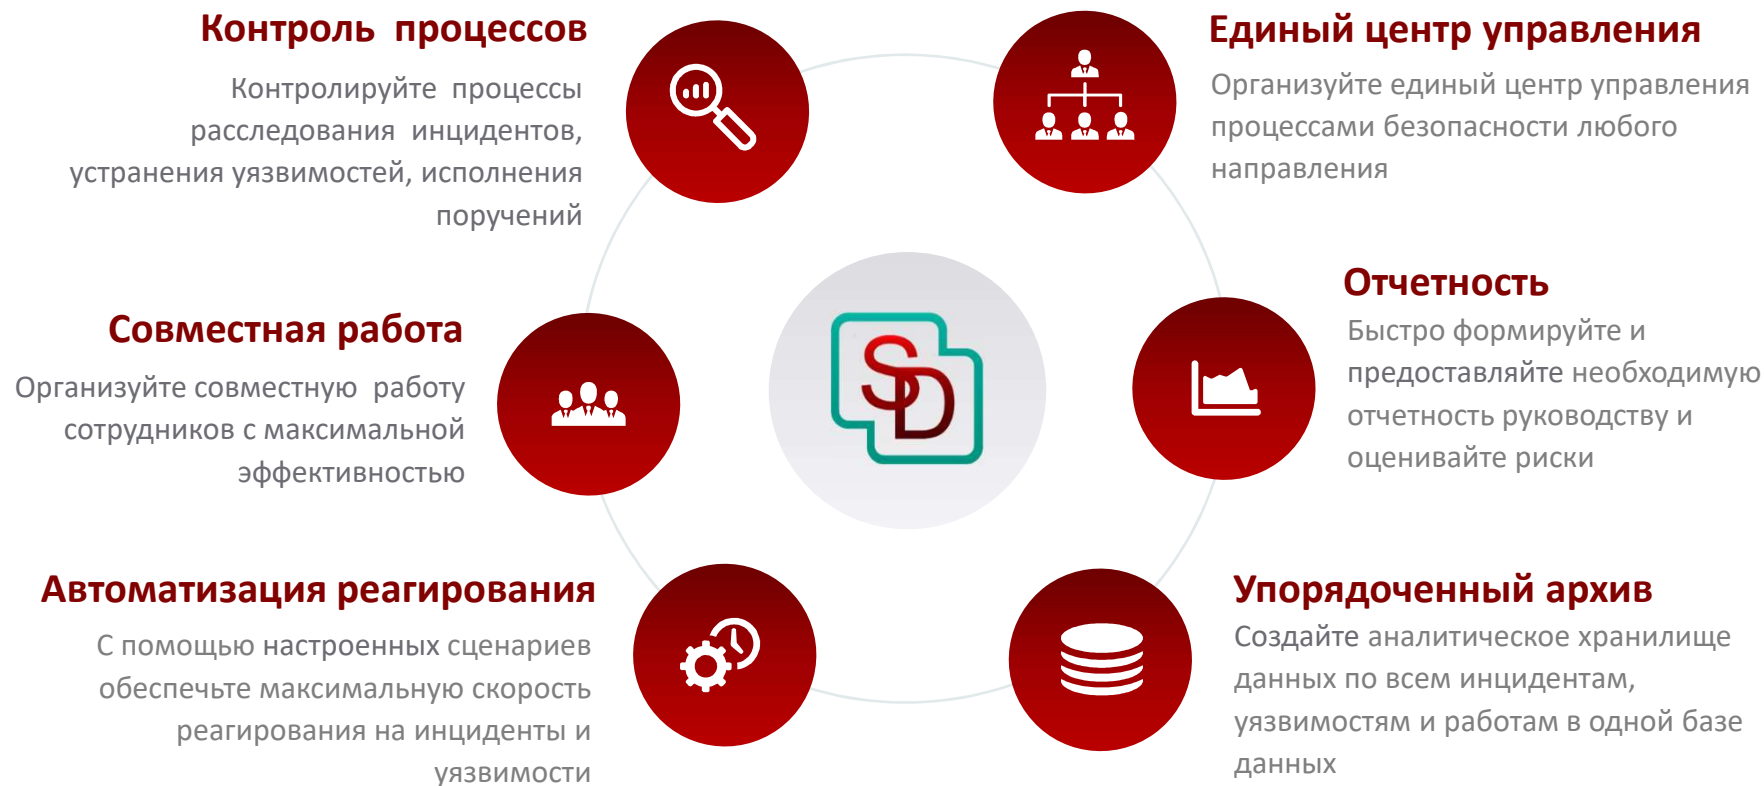 Контроль процессов
Контролируйте процессы
расследования инцидентов,
устранения уязвимостей, исполнения
поручений
Единый центр управления
Организуйте единый центр управления
процессами безопасности любого
направления
Совместная работа
Организуйте совместную работу
сотрудников с максимальной
эффективностью
SD
Отчетность
Быстро формируйте и
предоставляйте необходимую
отчетность руководству и
оценивайте риски
Автоматизация реагирования
С помощью настроенных сценариев
обеспечьте максимальную скорость
реагирования на инциденты и
уязвимости
Упорядоченный архив
Создайте аналитическое хранилище
данных по всем инцидентам,
уязвимостям и работам в одной базе
данных